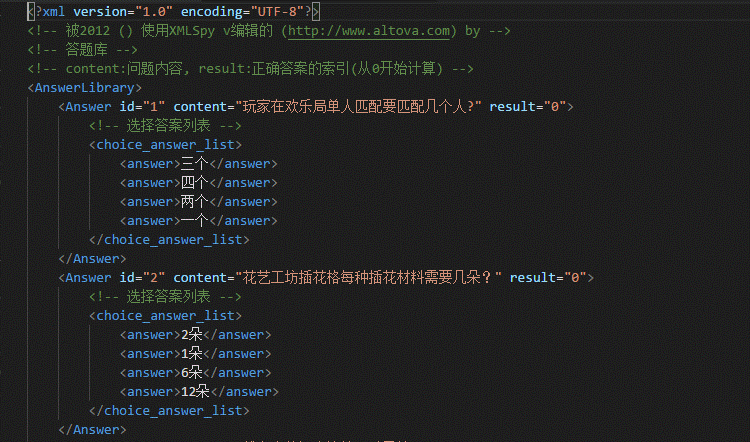 <?xml version="1.0" encoding="UTF-8"?>
<!-- 被2012 () 使用XMLSpy v编辑的 (http://www.altova.com) by -->
<!-- 答题库 -->
<!-- content:问题内容, result:正确答案的索引(从0开始计算) -->
<AnswerLibrary>
<Answer id="1" content="玩家在欢乐局单人匹配要匹配几个人?" result="0">
<!-- 选择答案列表 -->
<choice_answer_list>
<answer>三个</answer>
<answer>四个</answer>
<answer>两个</answer>
<answer>一个</answer>
</choice_answer_list>
</Answer>
<Answer id="2" content="花艺工坊插花格每种插花材料需要几朵？" result="0">
<!-- 选择答案列表 -->
<choice_answer_list>
<answer>2朵</answer>
<answer>1朵</answer>
<answer>6朵</answer>
<answer>12朵</answer>
</choice_answer_list>
</Answer>